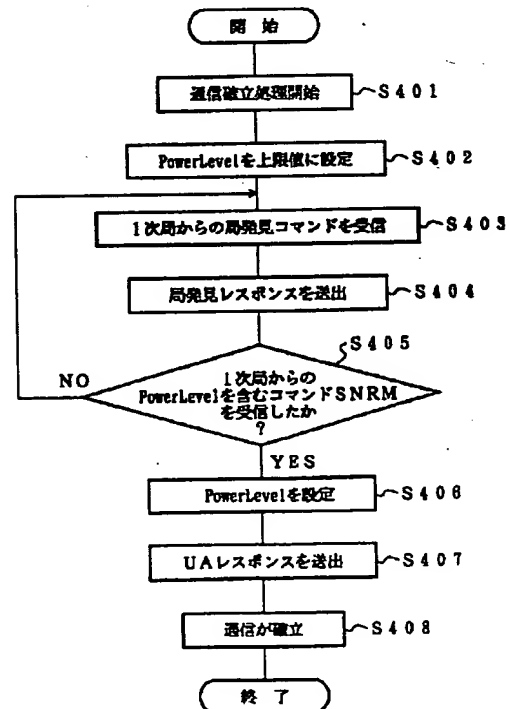 開 始
通信確立処理開始
S401
PowerLevelを上限値に設定
S402
1次局からの局発見コマンドを受信
S403
局発見レスポンスを送出
S404
S405
1次局からの
PowerLevelを含むコマンドSNRM
を受信したか
?
NO
YES
PowerLevelを設定
S406
UAレスポンスを送出
S407
通信が確立
S408
終 了